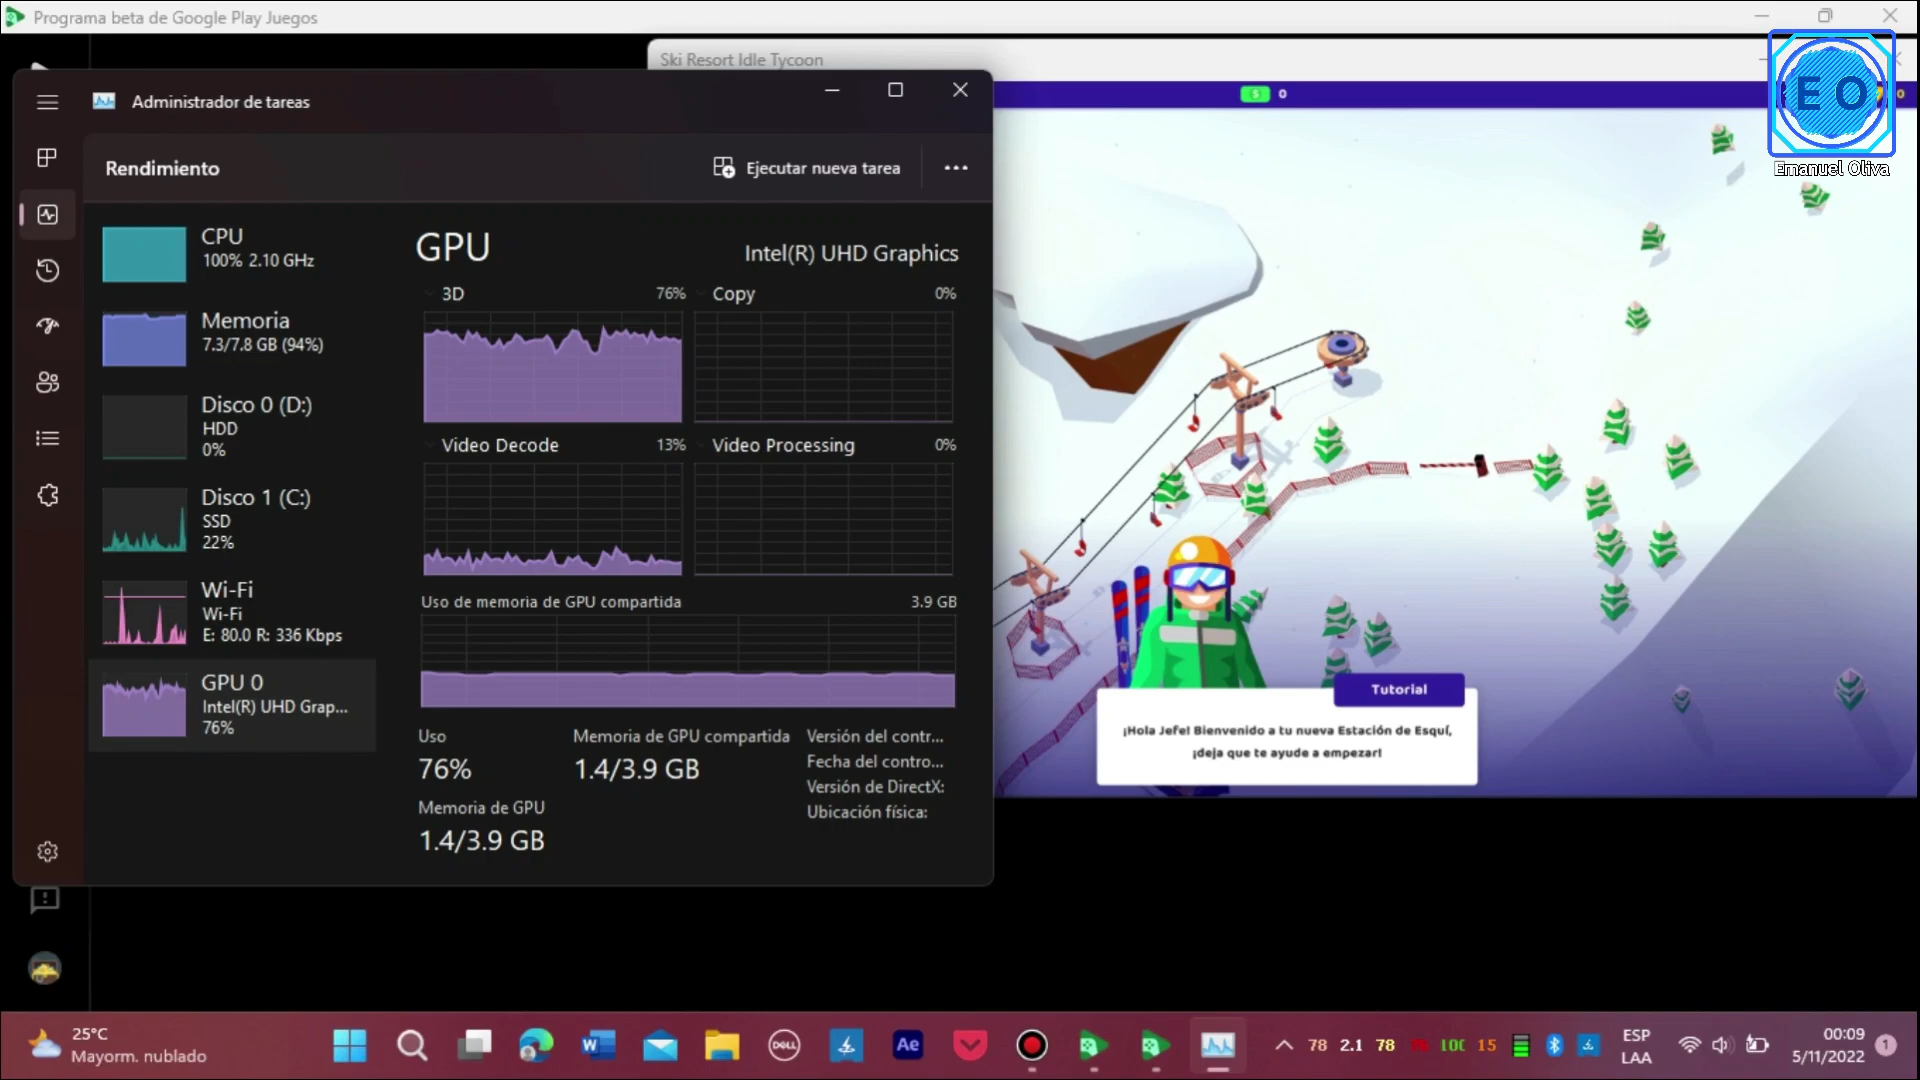 Programa beta de Google Play Juegos
Ski Resort Idle Tycoon
0
0
E O
Emanuel Oliva
Administrador de tareas
Rendimiento
Ejecutar nueva tarea
CPU
100% 2.10 GHz
Memoria
7.3/7.8 GB (94%)
Disco 0 (D:)
HDD
0%
Disco 1 (C:)
SSD
22%
Wi-Fi
Wi-Fi
E: 80.0 R: 336 Kbps
GPU 0
Intel(R) UHD Grap...
76%
GPU
Intel(R) UHD Graphics
3D 76%
Copy 0%
Video Decode 13%
Video Processing 0%
Uso de memoria de GPU compartida 3.9 GB
Uso
76%
Memoria de GPU compartida
1.4/3.9 GB
Memoria de GPU
1.4/3.9 GB
Versión del contr...
Fecha del contro...
Versión de DirectX:
Ubicación física:
Tutorial
¡Hola Jefe! Bienvenido a tu nueva Estación de Esquí,
¡deja que te ayude a empezar!
25°C
Mayorm. nublado
W
DELL
Ae
78 2.1 78 15
ESP
LAA
00:09
5/11/2022
1